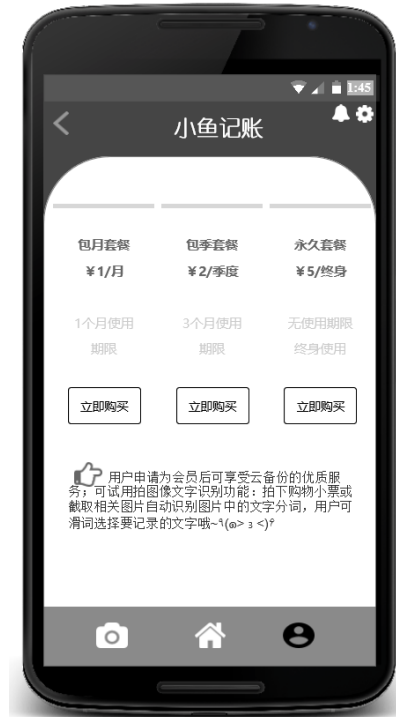 1:45
小鱼记账
包月套餐 包季套餐 永久套餐
¥1/月 ¥2/季度 ¥5/终身
1个月使用 3个月使用 无使用期限
期限 期限 终身使用
立即购买 立即购买 立即购买
用户申请为会员后可享受云备份的优质服
务；可试用拍图像文字识别功能：拍下购物小票或
截取相关图片自动识别图片中的文字分词，用户可
滑词选择要记录的文字哦~٩(๑> ₃ <)۶